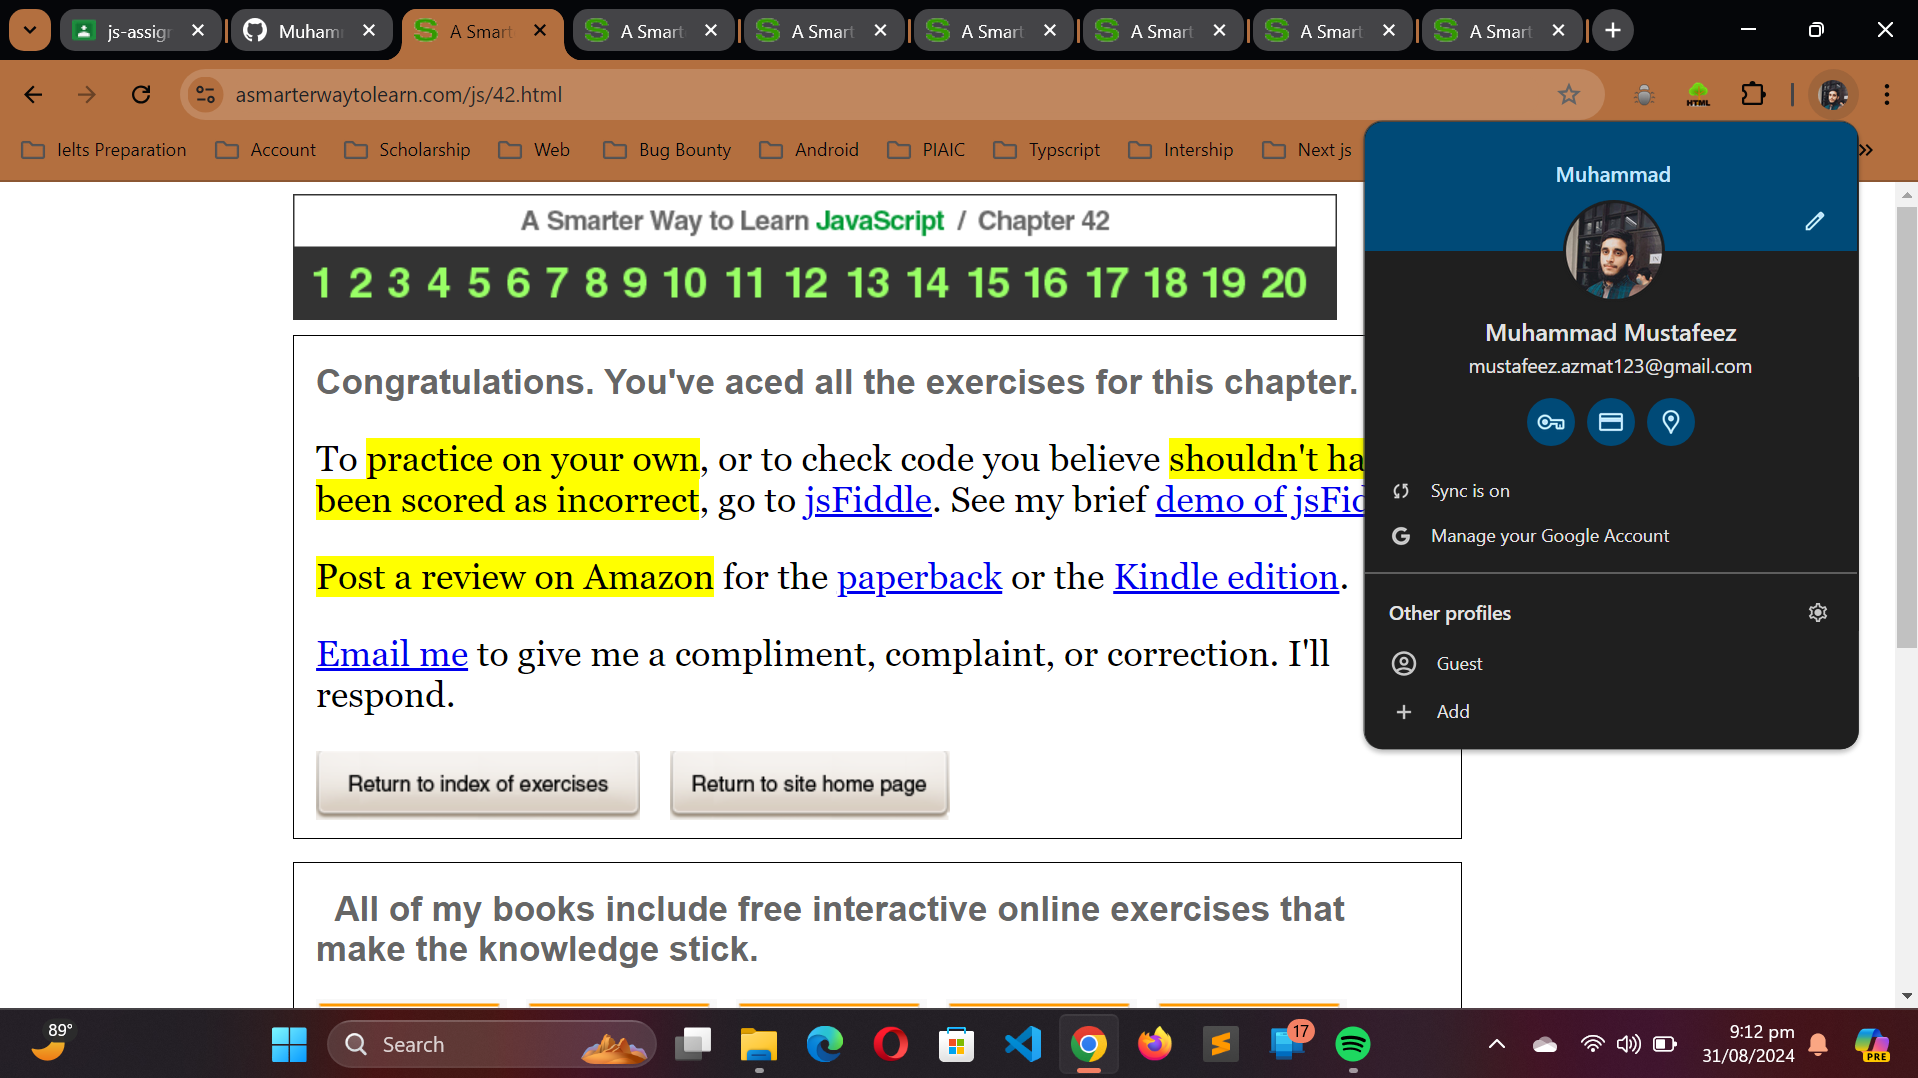 js-assigr
Muhamm
A Smart
A Smart
A Smart
A Smart
A Smart
A Smart
A Smart
asmarterwaytolearn.com/js/42.html
HTML
Ielts Preparation
Account
Scholarship
Web
Bug Bounty
Android
PIAIC
Typscript
Intership
Next js
A Smarter Way to Learn JavaScript / Chapter 42
1 2 3 4 5 6 7 8 9 10 11 12 13 14 15 16 17 18 19 20
Congratulations. You've aced all the exercises for this chapter.
To practice on your own, or to check code you believe shouldn't ha
been scored as incorrect, go to jsFiddle. See my brief demo of jsFid
Post a review on Amazon for the paperback or the Kindle edition.
Email me to give me a compliment, complaint, or correction. I'll
respond.
Return to index of exercises
Return to site home page
All of my books include free interactive online exercises that
make the knowledge stick.
Muhammad
Muhammad Mustafeez
mustafeez.azmat123@gmail.com
Sync is on
Manage your Google Account
Other profiles
Guest
Add
89°
Search
17
9:12 pm
31/08/2024
PRE